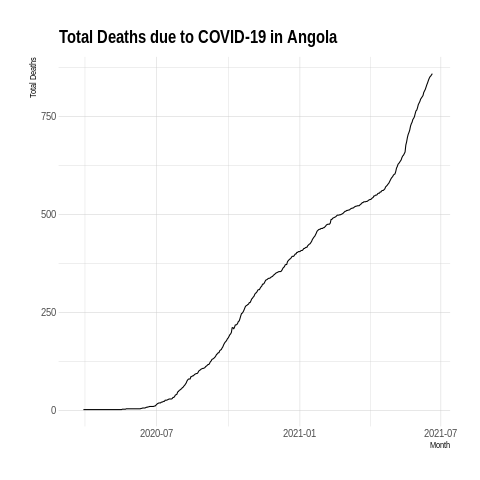 Total Deaths due to COVID-19 in Angola
Total Deaths
750
500
250
0
2020-07
2021-01
2021-07
Month